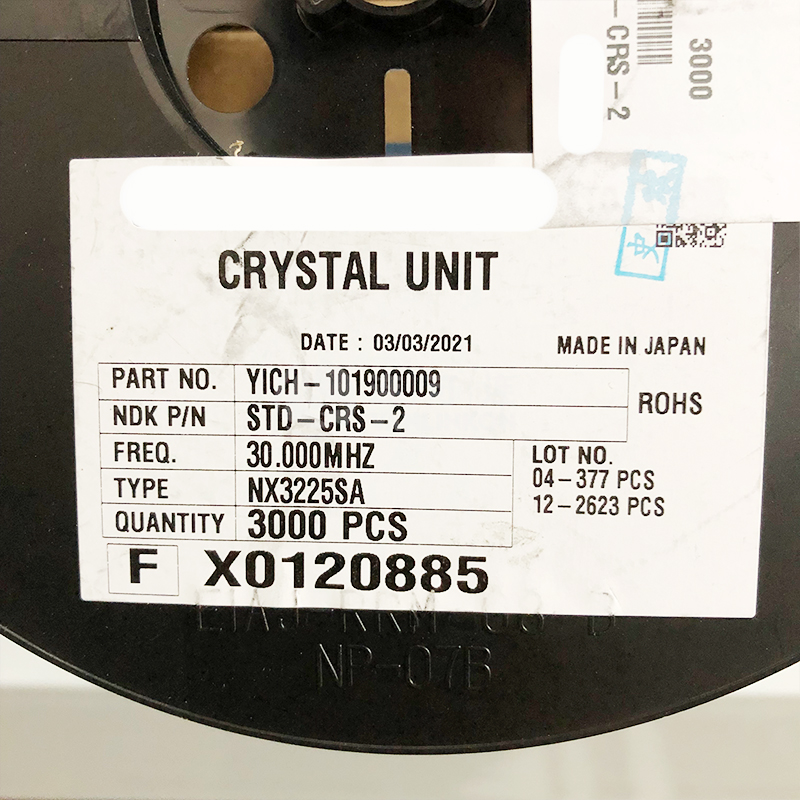 3000
-CRS-2
CRYSTAL UNIT
DATE : 03/03/2021
MADE IN JAPAN
PART NO. YICH-101900009
ROHS
NDK P/N STD-CRS-2
FREQ. 30.000MHZ
LOT NO.
04-377 PCS
12-2623 PCS
TYPE NX3225SA
QUANTITY 3000 PCS
F X0120885
NP-07B